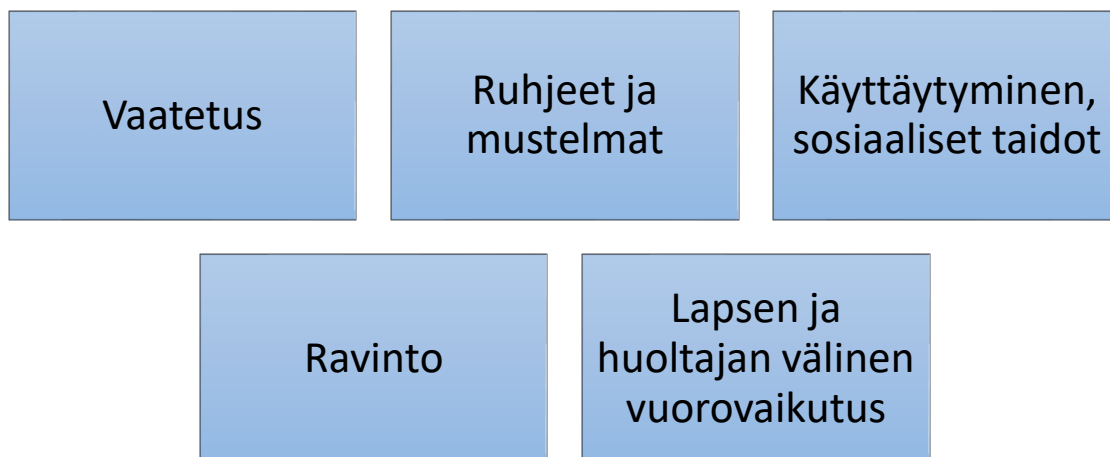 Vaatetus
Ruhjeet ja
mustelmat
Käyttäytyminen,
sosiaaliset taidot
Ravinto
Lapsen ja
huoltajan välinen
vuorovaikutus